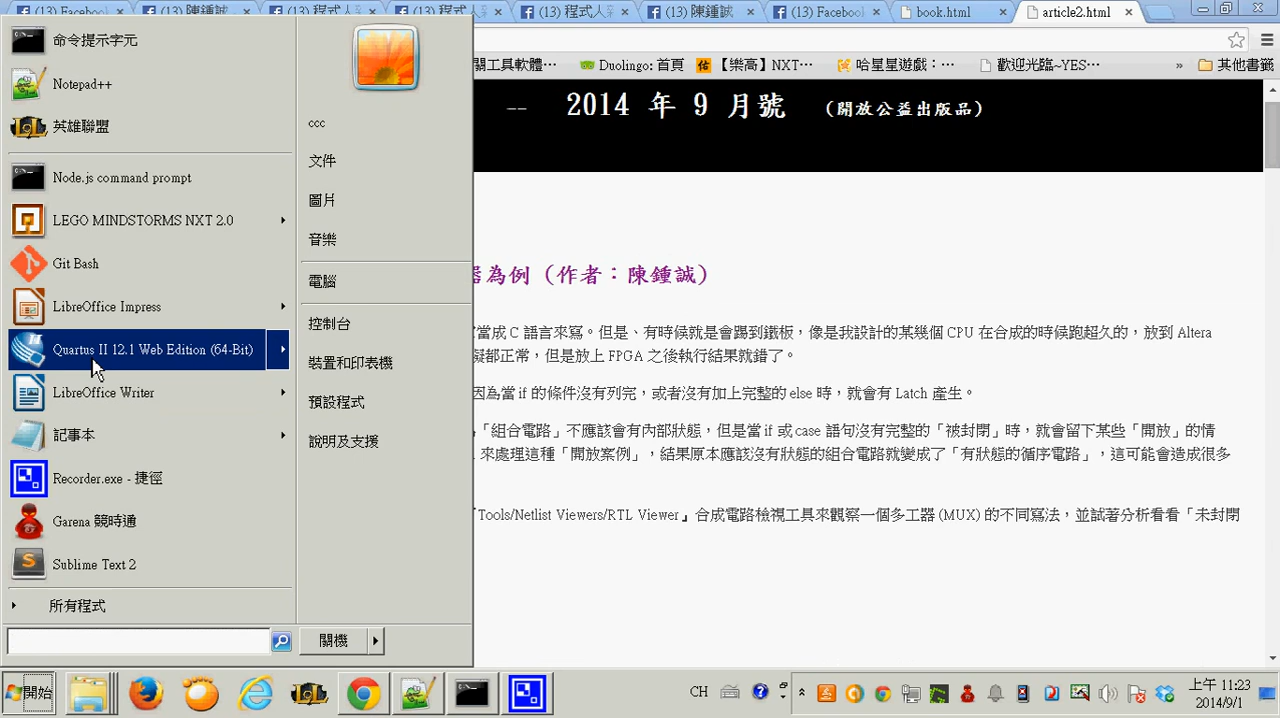 (13) Facebook
(13) 陳鍾誠
(13) 程式人
(13) 程式人
(13) 程式人
(13) 陳鍾誠
(13) Facebook
book.html
article2.html
關工具軟體⋯
Duolingo: 首頁
【樂高】NXT⋯
哈星星遊戲：⋯
歡迎光臨~YES⋯
»
其他書籤
-- 2014 年 9 月號 (開放公益出版品)
器為例 (作者：陳鍾誠)
當成 C 語言來寫。但是、有時候就是會踢到鐵板，像是我設計的某幾個 CPU 在合成的時候跑超久的，放到 Altera
擬都正常，但是放上 FPGA 之後執行結果就錯了。
因為當 if 的條件沒有列完，或者沒有加上完整的 else 時，就會有 Latch 產生。
「組合電路」不應該會有內部狀態，但是當 if 或 case 語句沒有完整的「被封閉」時，就會留下某些「開放」的情
來處理這種「開放案例」，結果原本應該沒有狀態的組合電路就變成了「有狀態的循序電路」，這可能會造成很多
「Tools/Netlist Viewers/RTL Viewer』合成電路檢視工具來觀察一個多工器 (MUX) 的不同寫法，並試著分析看看「未封閉
命令提示字元
Notepad++
英雄聯盟
Node.js command prompt
LEGO MINDSTORMS NXT 2.0
Git Bash
LibreOffice Impress
Quartus II 12.1 Web Edition (64-Bit)
LibreOffice Writer
記事本
Recorder.exe - 捷徑
Garena 競時通
Sublime Text 2
所有程式
ccc
文件
圖片
音樂
電腦
控制台
裝置和印表機
預設程式
說明及支援
關機
開始
CH
上午 11:23
2014/9/1